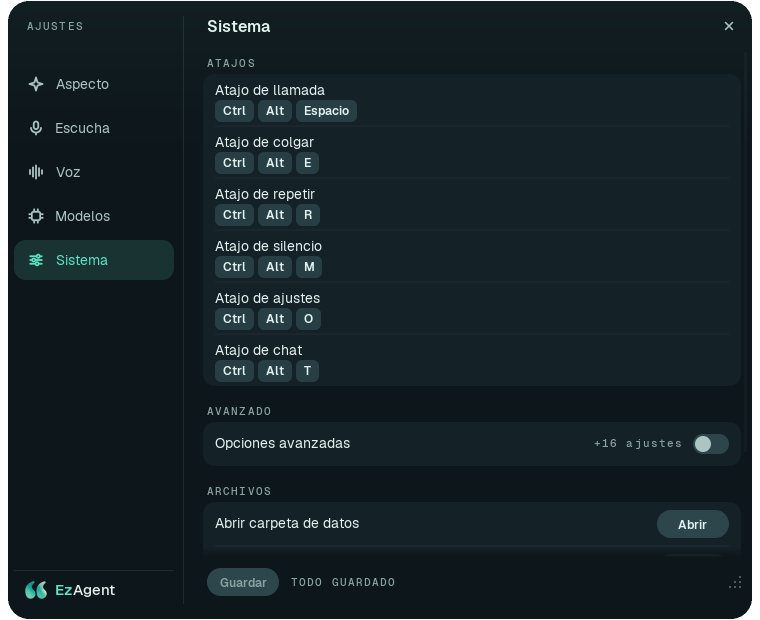 AJUSTES
Aspecto
Escucha
Voz
Modelos
Sistema
EzAgent
Sistema
ATAJOS
Atajo de llamada
Ctrl Alt Espacio
Atajo de colgar
Ctrl Alt E
Atajo de repetir
Ctrl Alt R
Atajo de silencio
Ctrl Alt M
Atajo de ajustes
Ctrl Alt O
Atajo de chat
Ctrl Alt T
AVANZADO
Opciones avanzadas +16 ajustes
ARCHIVOS
Abrir carpeta de datos Abrir
Guardar TODO GUARDADO